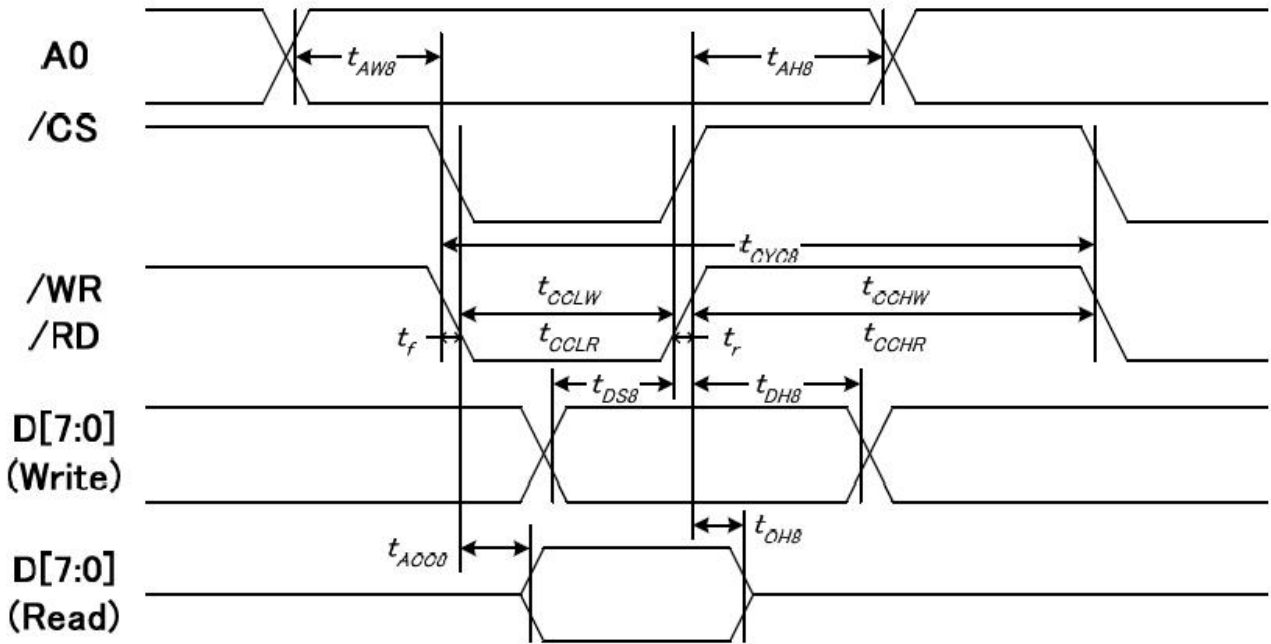 A0
tAW8
tAH8
/CS
tCYC8
/WR
tCCLW
tCCHW
/RD
tf
tCCLR
tr
tCCHR
tDS8
tDH8
D[7:0]
(Write)
tACC8
tOH8
D[7:0]
(Read)